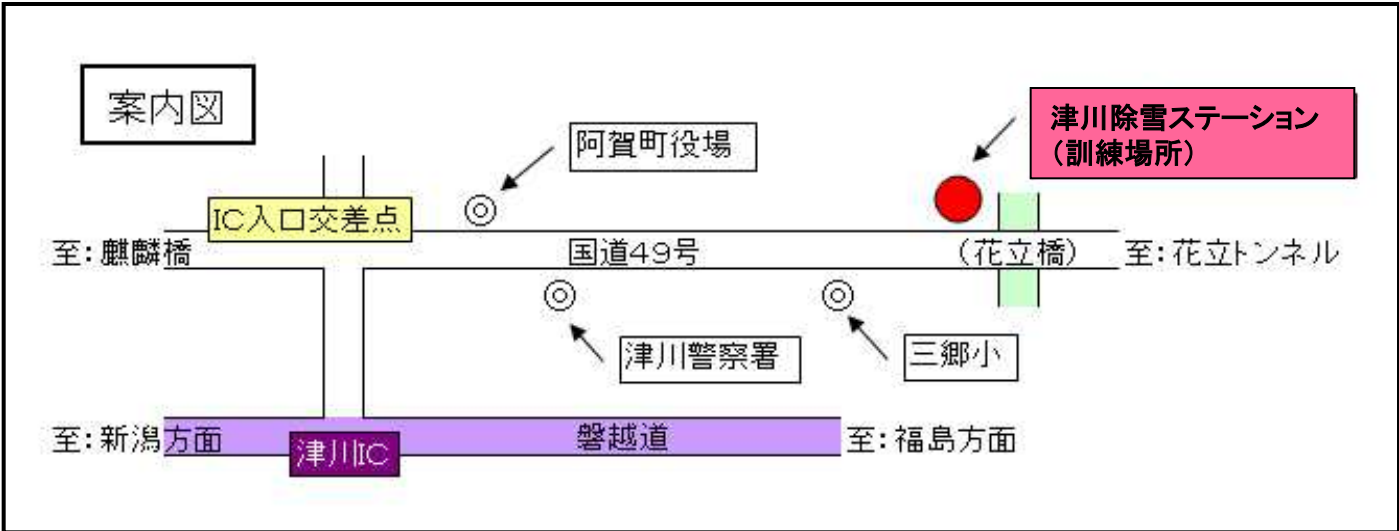 案内図
阿賀町役場
津川除雪ステーション
（訓練場所）
IC入口交差点
至：麒麟橋
国道49号
（花立橋）
至：花立トンネル
津川警察署
三郷小
至：新潟方面
津川IC
磐越道
至：福島方面